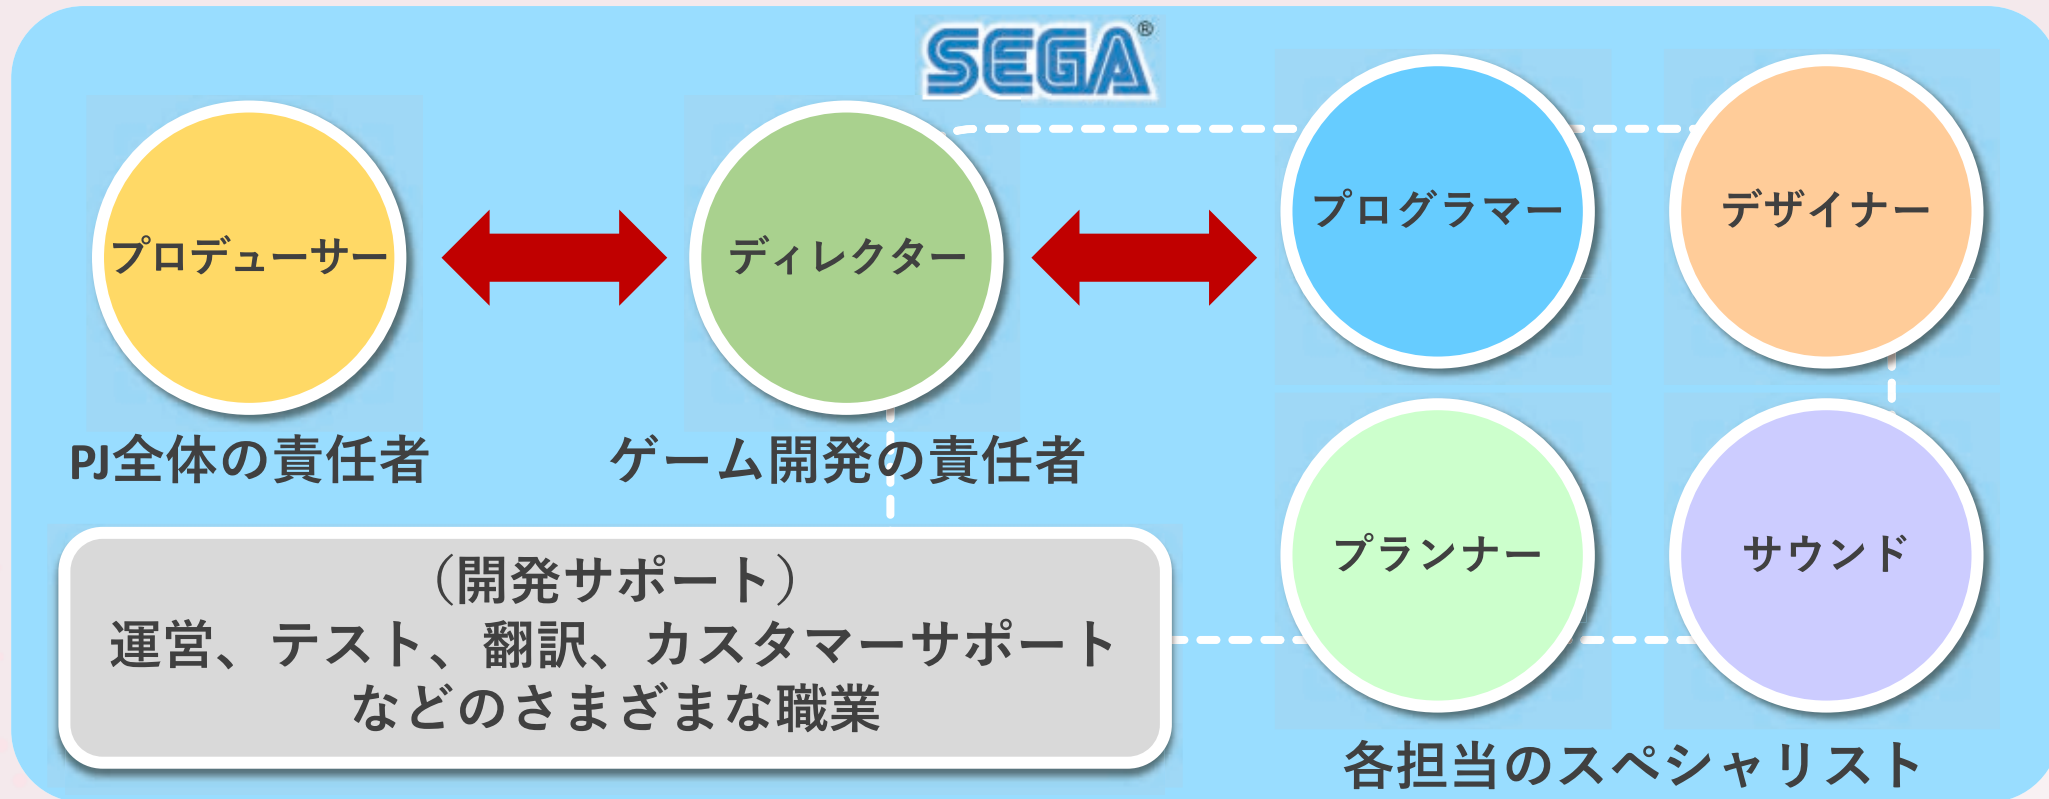 SEGA®
プロデューサー
ディレクター
プログラマー
デザイナー
PJ全体の責任者
ゲーム開発の責任者
プランナー
サウンド
（開発サポート）
運営、テスト、翻訳、カスタマーサポート
などのさまざまな職業
各担当のスペシャリスト